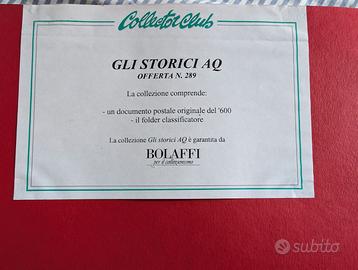 Collector Club
GLI STORICI AQ
OFFERTA N. 289
La collezione comprende:
- un documento postale originale del '600
- il folder classificatore
La collezione Gli storici AQ è garantita da
BOLAFFI
per il collezionismo
subito